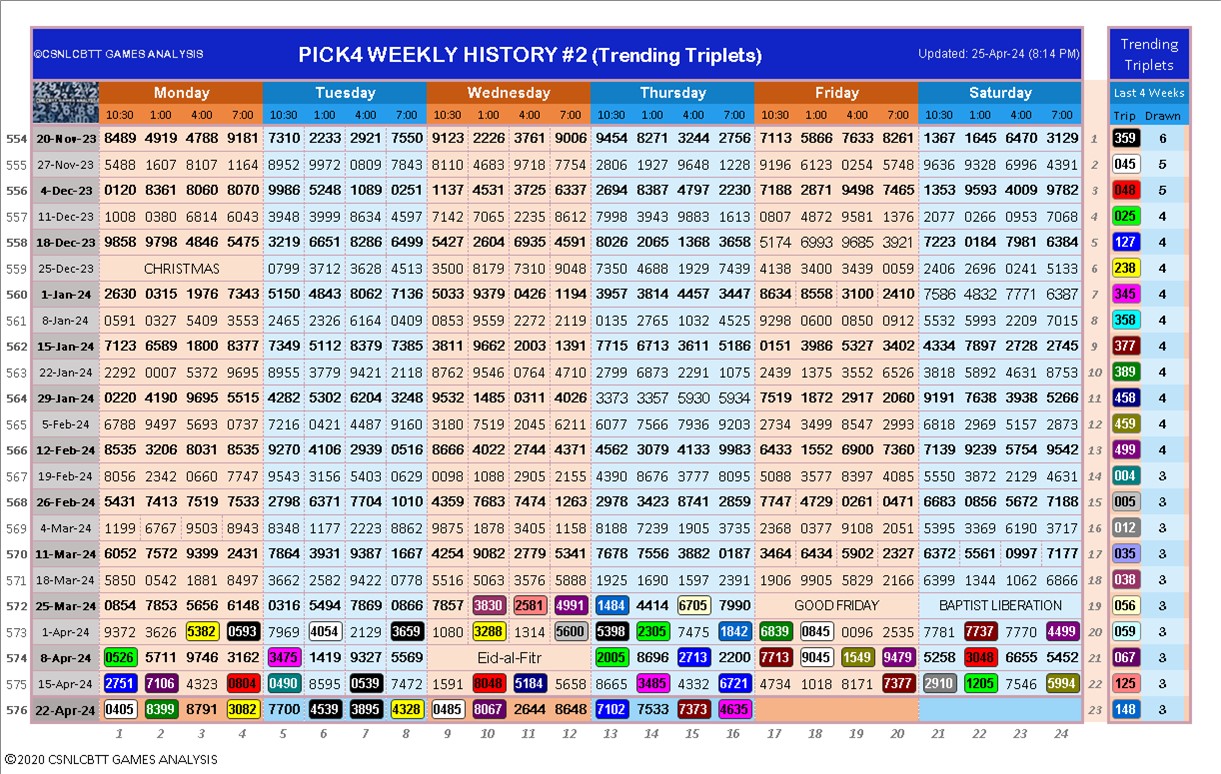 ©CSNLCBTT GAMES ANALYSIS PICK4 WEEKLY HISTORY #2 (Trending Triplets) Updated: 25-Apr-24 (8:14 PM) Trending
Triplets
Monday Tuesday Wednesday Thursday Friday Saturday Last 4 Weeks
10:30 1:00 4:00 7:00 10:30 1:00 4:00 7:00 10:30 1:00 4:00 7:00 10:30 1:00 4:00 7:00 10:30 1:00 4:00 7:00 10:30 1:00 4:00 7:00 Trip Drawn
554 20-Nov-23 8489 4919 4788 9181 7310 2233 2921 7550 9123 2226 3761 9006 9454 8271 3244 2756 7113 5866 7633 8261 1367 1645 6470 3129 1 359 6
555 27-Nov-23 5488 1607 8107 1164 8952 9972 0809 7843 8110 4683 9718 7754 2806 1927 9648 1228 9196 6123 0254 5748 9636 9328 6996 4391 2 045 5
556 4-Dec-23 0120 8361 8060 8070 9986 5248 1089 0251 1137 4531 3725 6337 2694 8387 4797 2230 7188 2871 9498 7465 1353 9593 4009 9782 3 048 5
557 11-Dec-23 1008 0380 6814 6043 3948 3999 8634 4597 7142 7065 2235 8612 7998 3943 9883 1613 0807 4872 9581 1376 2077 0266 0953 7068 4 025 4
558 18-Dec-23 9858 9798 4846 5475 3219 6651 8286 6499 5427 2604 6935 4591 8026 2065 1368 3658 5174 6993 9685 3921 7223 0184 7981 6384 5 127 4
559 25-Dec-23 CHRISTMAS 0799 3712 3628 4513 3500 8179 7310 9048 7350 4688 1929 7439 4138 3400 3439 0059 2406 2696 0241 5133 6 238 4
560 1-Jan-24 2630 0315 1976 7343 5150 4843 8062 7136 5033 9379 0426 1194 3957 3814 4457 3447 8634 8558 3100 2410 7586 4832 7771 6387 7 345 4
561 8-Jan-24 0591 0327 5409 3553 2465 2326 6164 0409 0853 9559 2272 2119 0135 2765 1032 4525 9298 0600 0850 0912 5532 5993 2209 7015 8 358 4
562 15-Jan-24 7123 6589 1800 8377 7349 5112 8379 7385 3811 9662 2003 1391 7715 6713 3611 5186 0151 3986 5327 3402 4334 7897 2728 2745 9 377 4
563 22-Jan-24 2292 0007 5372 9695 8955 3779 9421 2118 8762 9546 0764 4710 2799 6873 2291 1075 2439 1375 3552 6526 3818 5892 4631 8753 10 389 4
564 29-Jan-24 0220 4190 9695 5515 4282 5302 6204 3248 9532 1485 0311 4026 3373 3357 5930 5934 7519 1872 2917 2060 9191 7638 3938 5266 11 458 4
565 5-Feb-24 6788 9497 5693 0737 7216 0421 4487 9160 3180 7519 2045 6211 6077 7566 7936 9203 2734 3499 8547 2993 6818 2969 5157 2873 12 459 4
566 12-Feb-24 8535 3206 8031 8535 9270 4106 2939 0516 8666 4022 2744 4371 4562 3079 4133 9983 6433 1552 6900 7360 7139 9239 5754 9542 13 499 4
567 19-Feb-24 8056 2342 0660 7747 9543 3156 5403 0629 0098 1088 2905 2155 4390 8676 3777 8095 5088 3577 8397 4085 5550 3872 2129 4631 14 004 3
568 26-Feb-24 5431 7413 7519 7533 2798 6371 7704 1010 4359 7683 7474 1263 2978 3423 8741 2859 7747 4729 0261 0471 6683 0856 5672 7188 15 005 3
569 4-Mar-24 1199 6767 9503 8943 8348 1177 2223 8862 9875 1878 3405 1158 8188 7239 1905 3735 2368 0377 9108 2051 5395 3369 6190 3717 16 012 3
570 11-Mar-24 6052 7572 9399 2431 7864 3931 9387 1667 4254 9082 2779 5341 7678 7556 3882 0187 3464 6434 5902 2327 6372 5561 0997 7177 17 035 3
571 18-Mar-24 5850 0542 1881 8497 3662 2582 9422 0778 5516 5063 3576 5888 1925 1690 1597 2391 1906 9905 5829 2166 6399 1344 1062 6866 18 038 3
572 25-Mar-24 0854 7853 5656 6148 0316 5494 7869 0866 7857 3830 2581 4991 1484 4414 6705 7990 GOOD FRIDAY BAPTIST LIBERATION 19 056 3
573 1-Apr-24 9372 3626 5382 0593 7969 4054 2129 3659 1080 3288 1314 5600 5398 2305 7475 1842 6839 0845 0096 2535 7781 7737 7770 4499 20 059 3
574 8-Apr-24 0526 5711 9746 3162 3475 1419 9327 5569 Eid-al-Fitr 2005 8696 2713 2200 7713 9045 1549 9479 5258 3048 6655 5452 21 067 3
575 15-Apr-24 2751 7106 4323 0804 0490 8595 0539 7472 1591 8048 5184 5658 8665 3485 4332 6721 4734 1018 8171 7377 2910 1205 7546 5994 22 125 3
576 22-Apr-24 0405 8399 8791 3082 7700 4539 3895 4328 0485 8067 2644 8648 7102 7533 7373 4635 23 148 3
1 2 3 4 5 6 7 8 9 10 11 12 13 14 15 16 17 18 19 20 21 22 23 24
©2020 CSNLCBTT GAMES ANALYSIS